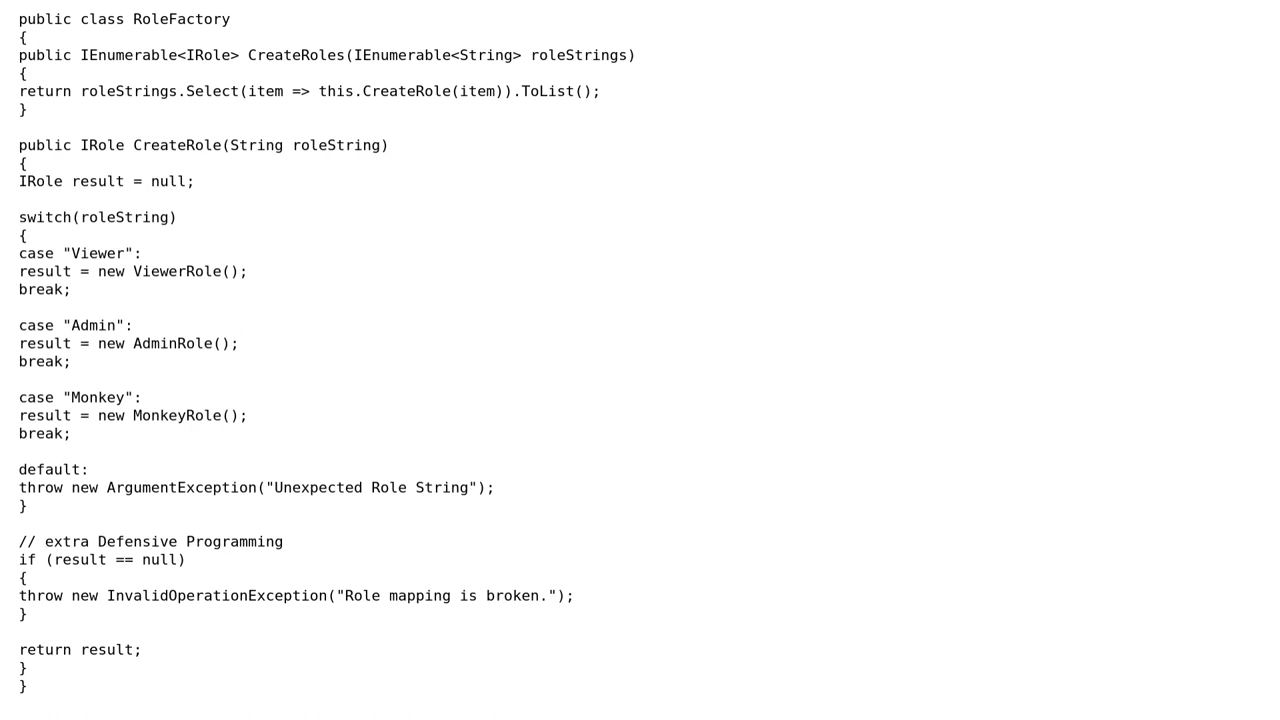 public class RoleFactory
{
public IEnumerable<IRole> CreateRoles(IEnumerable<String> roleStrings)
{
return roleStrings.Select(item => this.CreateRole(item)).ToList();
}
public IRole CreateRole(String roleString)
{
IRole result = null;
switch(roleString)
{
case "Viewer":
result = new ViewerRole();
break;
case "Admin":
result = new AdminRole();
break;
case "Monkey":
result = new MonkeyRole();
break;
default:
throw new ArgumentException("Unexpected Role String");
}
// extra Defensive Programming
if (result == null)
{
throw new InvalidOperationException("Role mapping is broken.");
}
return result;
}
}